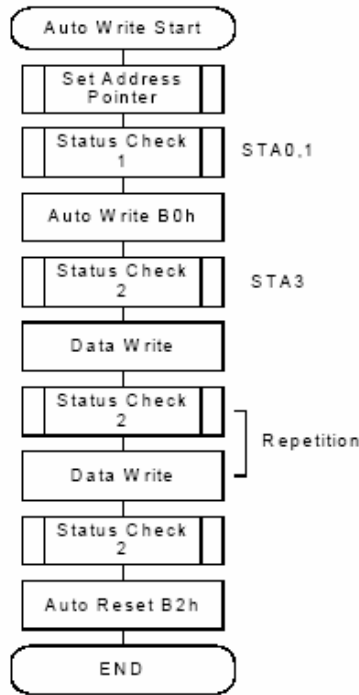 Auto Write Start
Set Address
Pointer
Status Check
1
STA0,1
Auto Write B0h
Status Check
2
STA3
Data Write
Status Check
2
Repetition
Data Write
Status Check
2
Auto Reset B2h
END